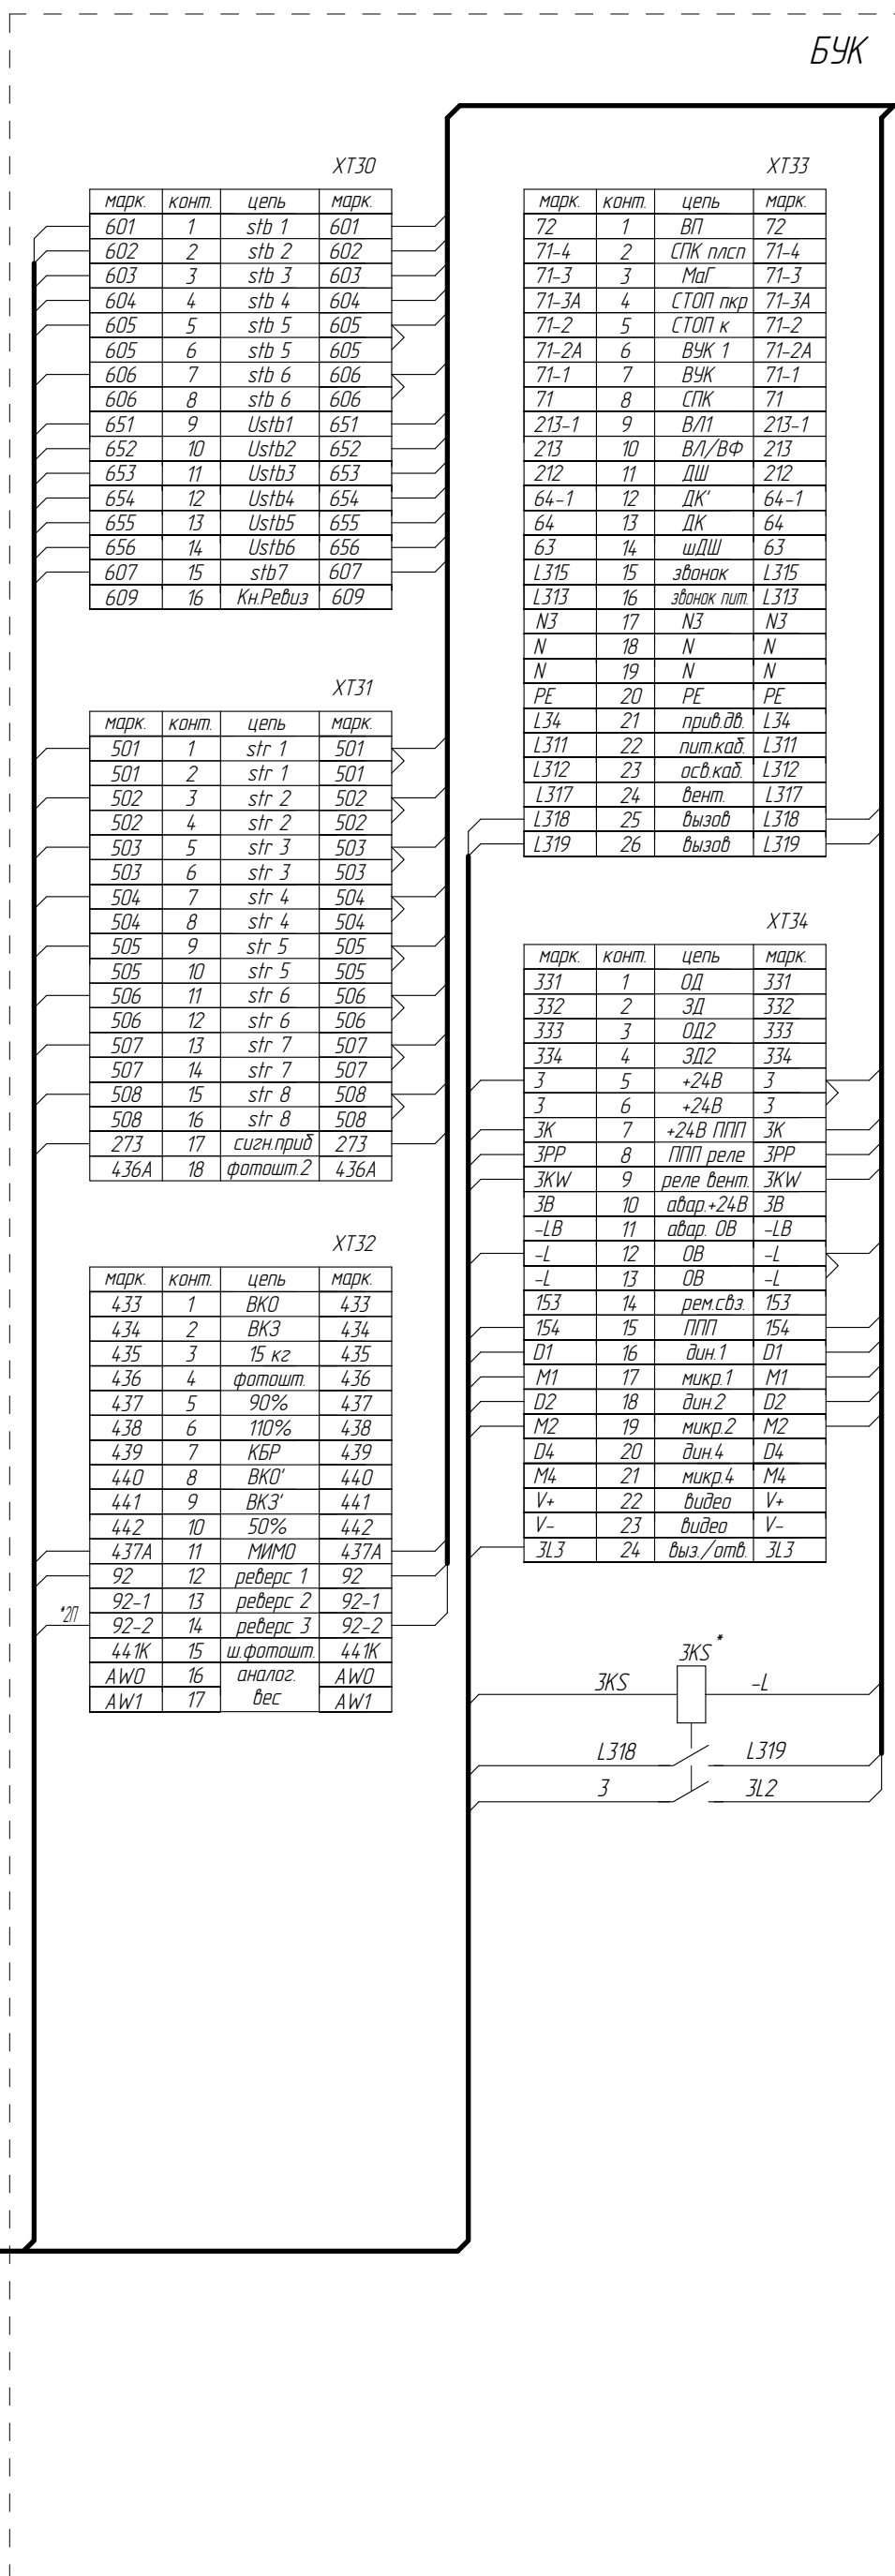 БУК
XT30
марк. конт. цепь марк.
601 1 stb 1 601
602 2 stb 2 602
603 3 stb 3 603
604 4 stb 4 604
605 5 stb 5 605
605 6 stb 5 605
606 7 stb 6 606
606 8 stb 6 606
651 9 Ustb1 651
652 10 Ustb2 652
653 11 Ustb3 653
654 12 Ustb4 654
655 13 Ustb5 655
656 14 Ustb6 656
607 15 stb7 607
609 16 Кн.Ревиз 609
XT31
марк. конт. цепь марк.
501 1 str 1 501
501 2 str 1 501
502 3 str 2 502
502 4 str 2 502
503 5 str 3 503
503 6 str 3 503
504 7 str 4 504
504 8 str 4 504
505 9 str 5 505
505 10 str 5 505
506 11 str 6 506
506 12 str 6 506
507 13 str 7 507
507 14 str 7 507
508 15 str 8 508
508 16 str 8 508
273 17 сигн.приб 273
436А 18 фотошт.2 436А
XT32
марк. конт. цепь марк.
433 1 ВКО 433
434 2 ВКЗ 434
435 3 15 кг 435
436 4 фотошт. 436
437 5 90% 437
438 6 110% 438
439 7 КБР 439
440 8 ВКО' 440
441 9 ВКЗ' 441
442 10 50% 442
437А 11 МИМО 437А
92 12 реверс 1 92
92-1 13 реверс 2 92-1
*2П 92-2 14 реверс 3 92-2
441К 15 ш.фотошт. 441К
AW0 16 аналог. AW0
AW1 17 вес AW1
XT33
марк. конт. цепь марк.
72 1 ВП 72
71-4 2 СПК плсп 71-4
71-3 3 МаГ 71-3
71-3А 4 СТОП пкр 71-3А
71-2 5 СТОП к 71-2
71-2А 6 ВУК 1 71-2А
71-1 7 ВУК 71-1
71 8 СПК 71
213-1 9 ВЛ1 213-1
213 10 ВЛ/ВФ 213
212 11 ДШ 212
64-1 12 ДК' 64-1
64 13 ДК 64
63 14 шДШ 63
L315 15 звонок L315
L313 16 звонок пит. L313
N3 17 N3 N3
N 18 N N
N 19 N N
PE 20 PE PE
L34 21 прив.дв. L34
L311 22 пит.каб. L311
L312 23 осв.каб. L312
L317 24 вент. L317
L318 25 вызов L318
L319 26 вызов L319
XT34
марк. конт. цепь марк.
331 1 ОД 331
332 2 ЗД 332
333 3 ОД2 333
334 4 ЗД2 334
3 5 +24В 3
3 6 +24В 3
3K 7 +24В ППП 3K
3PP 8 ППП реле 3PP
3KW 9 реле вент. 3KW
3B 10 авар.+24В 3B
-LB 11 авар. 0В -LB
-L 12 0В -L
-L 13 0В -L
153 14 рем.свз. 153
154 15 ППП 154
D1 16 дин.1 D1
M1 17 микр.1 M1
D2 18 дин.2 D2
M2 19 микр.2 M2
D4 20 дин.4 D4
M4 21 микр.4 M4
V+ 22 видео V+
V- 23 видео V-
3L3 24 выз./отв. 3L3
3KS*
3KS -L
L318 L319
3 3L2